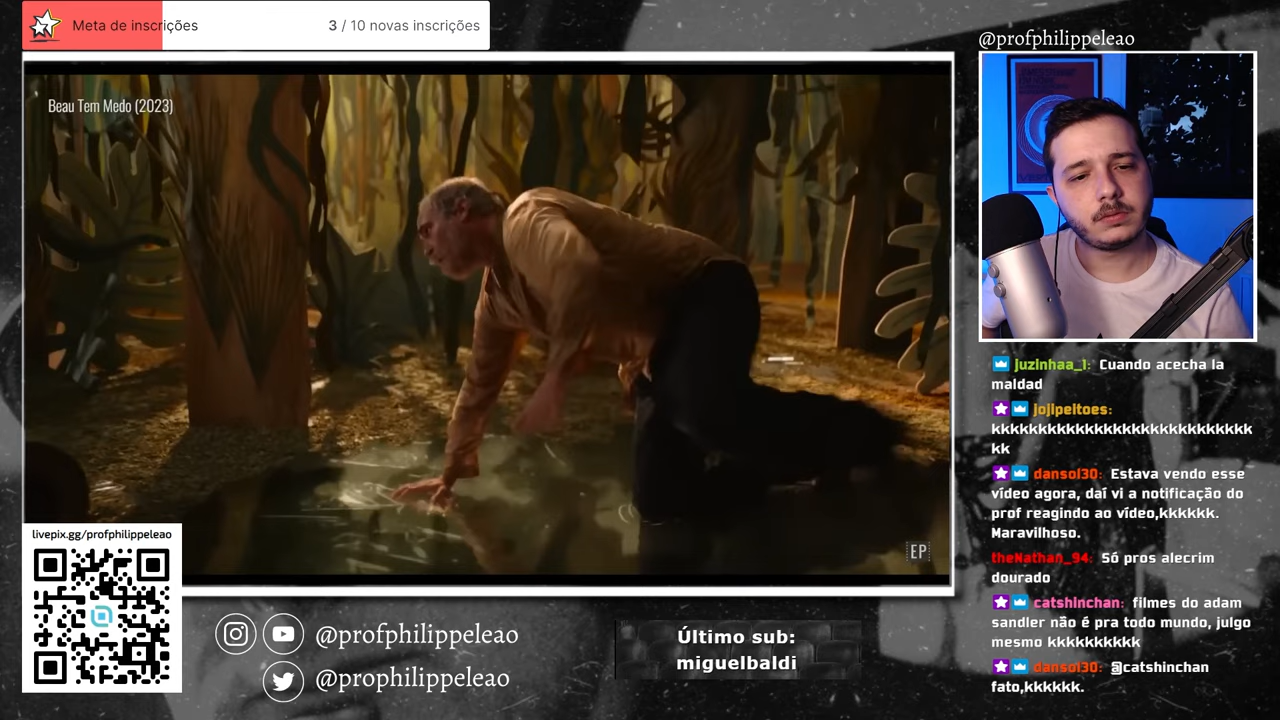 Meta de inscrições
3 / 10 novas inscrições
@profphilippeleao
Beau Tem Medo (2023)
EP
livepix.gg/profphilippeleao
@profphilippeleao
@prophilippeleao
Último sub:
miguelbaldi
juzinhaa_1: Cuando acecha la
maldad
jojipeitoes:
kkkkkkkkkkkkkkkkkkkkkkkkkkkk
kk
dansol30: Estava vendo esse
vídeo agora, daí vi a notificação do
prof reagindo ao vídeo,kkkkkk.
Maravilhoso.
theNathan_94: Só pros alecrim
dourado
catshinchan: filmes do adam
sandler não é pra todo mundo, julgo
mesmo kkkkkkkkkk
dansol30: @catshinchan
fato,kkkkkk.